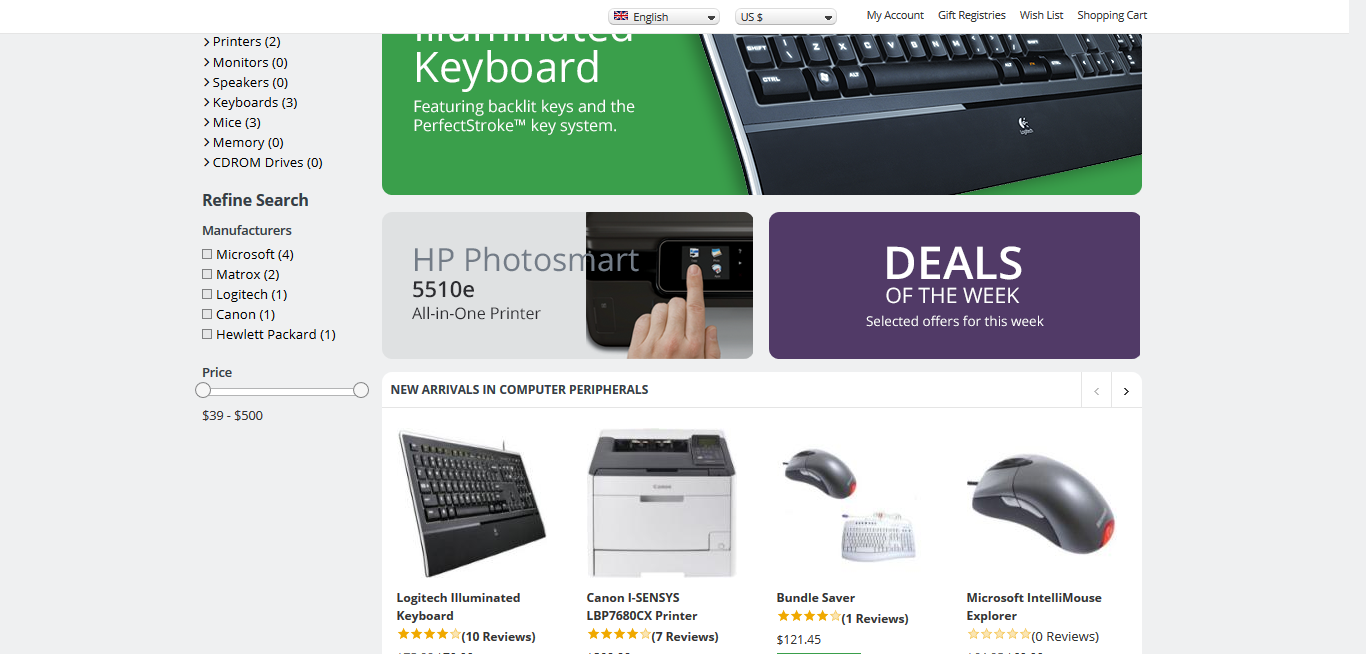 English
US $
My Account
Gift Registries
Wish List
Shopping Cart
Printers (2)
Monitors (0)
Speakers (0)
Keyboards (3)
Mice (3)
Memory (0)
CDROM Drives (0)
Refine Search
Manufacturers
Microsoft (4)
Matrox (2)
Logitech (1)
Canon (1)
Hewlett Packard (1)
Price
$39 - $500
Illuminated
Keyboard
Featuring backlit keys and the
PerfectStroke™ key system.
HP Photosmart
5510e
All-in-One Printer
DEALS
OF THE WEEK
Selected offers for this week
NEW ARRIVALS IN COMPUTER PERIPHERALS
Logitech Illuminated
Keyboard
(10 Reviews)
Canon I-SENSYS
LBP7680CX Printer
(7 Reviews)
Bundle Saver
(1 Reviews)
$121.45
Microsoft IntelliMouse
Explorer
(0 Reviews)